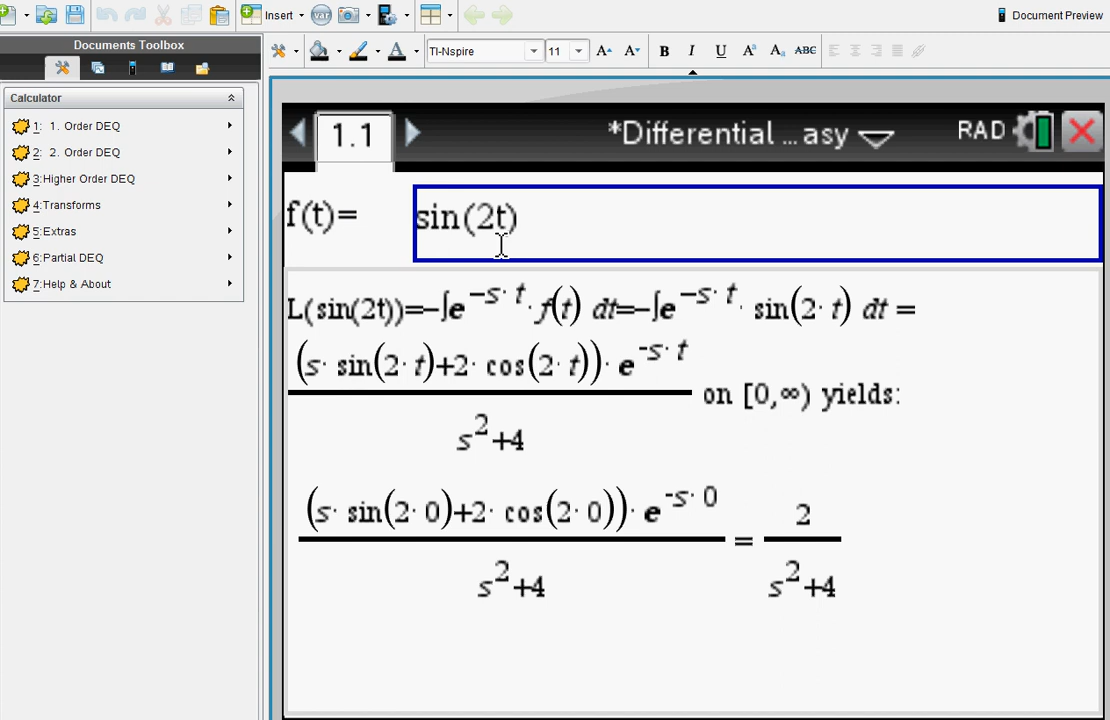 Insert
Document Preview
Documents Toolbox
TI-Nspire 11 A A B I U A A ABC
Calculator
1: 1. Order DEQ
2: 2. Order DEQ
3:Higher Order DEQ
4:Transforms
5:Extras
6:Partial DEQ
7:Help & About
1.1 *Differential ...asy RAD
f(t)= sin(2t)
L(sin(2t))=-∫e^-s· t· f(t) dt=-∫e^-s· t· sin(2· t) dt =
(s· sin(2· t)+2· cos(2· t))· e^-s· t
on [0,∞) yields:
s^2+4
(s· sin(2· 0)+2· cos(2· 0))· e^-s· 0 2
=
s^2+4 s^2+4